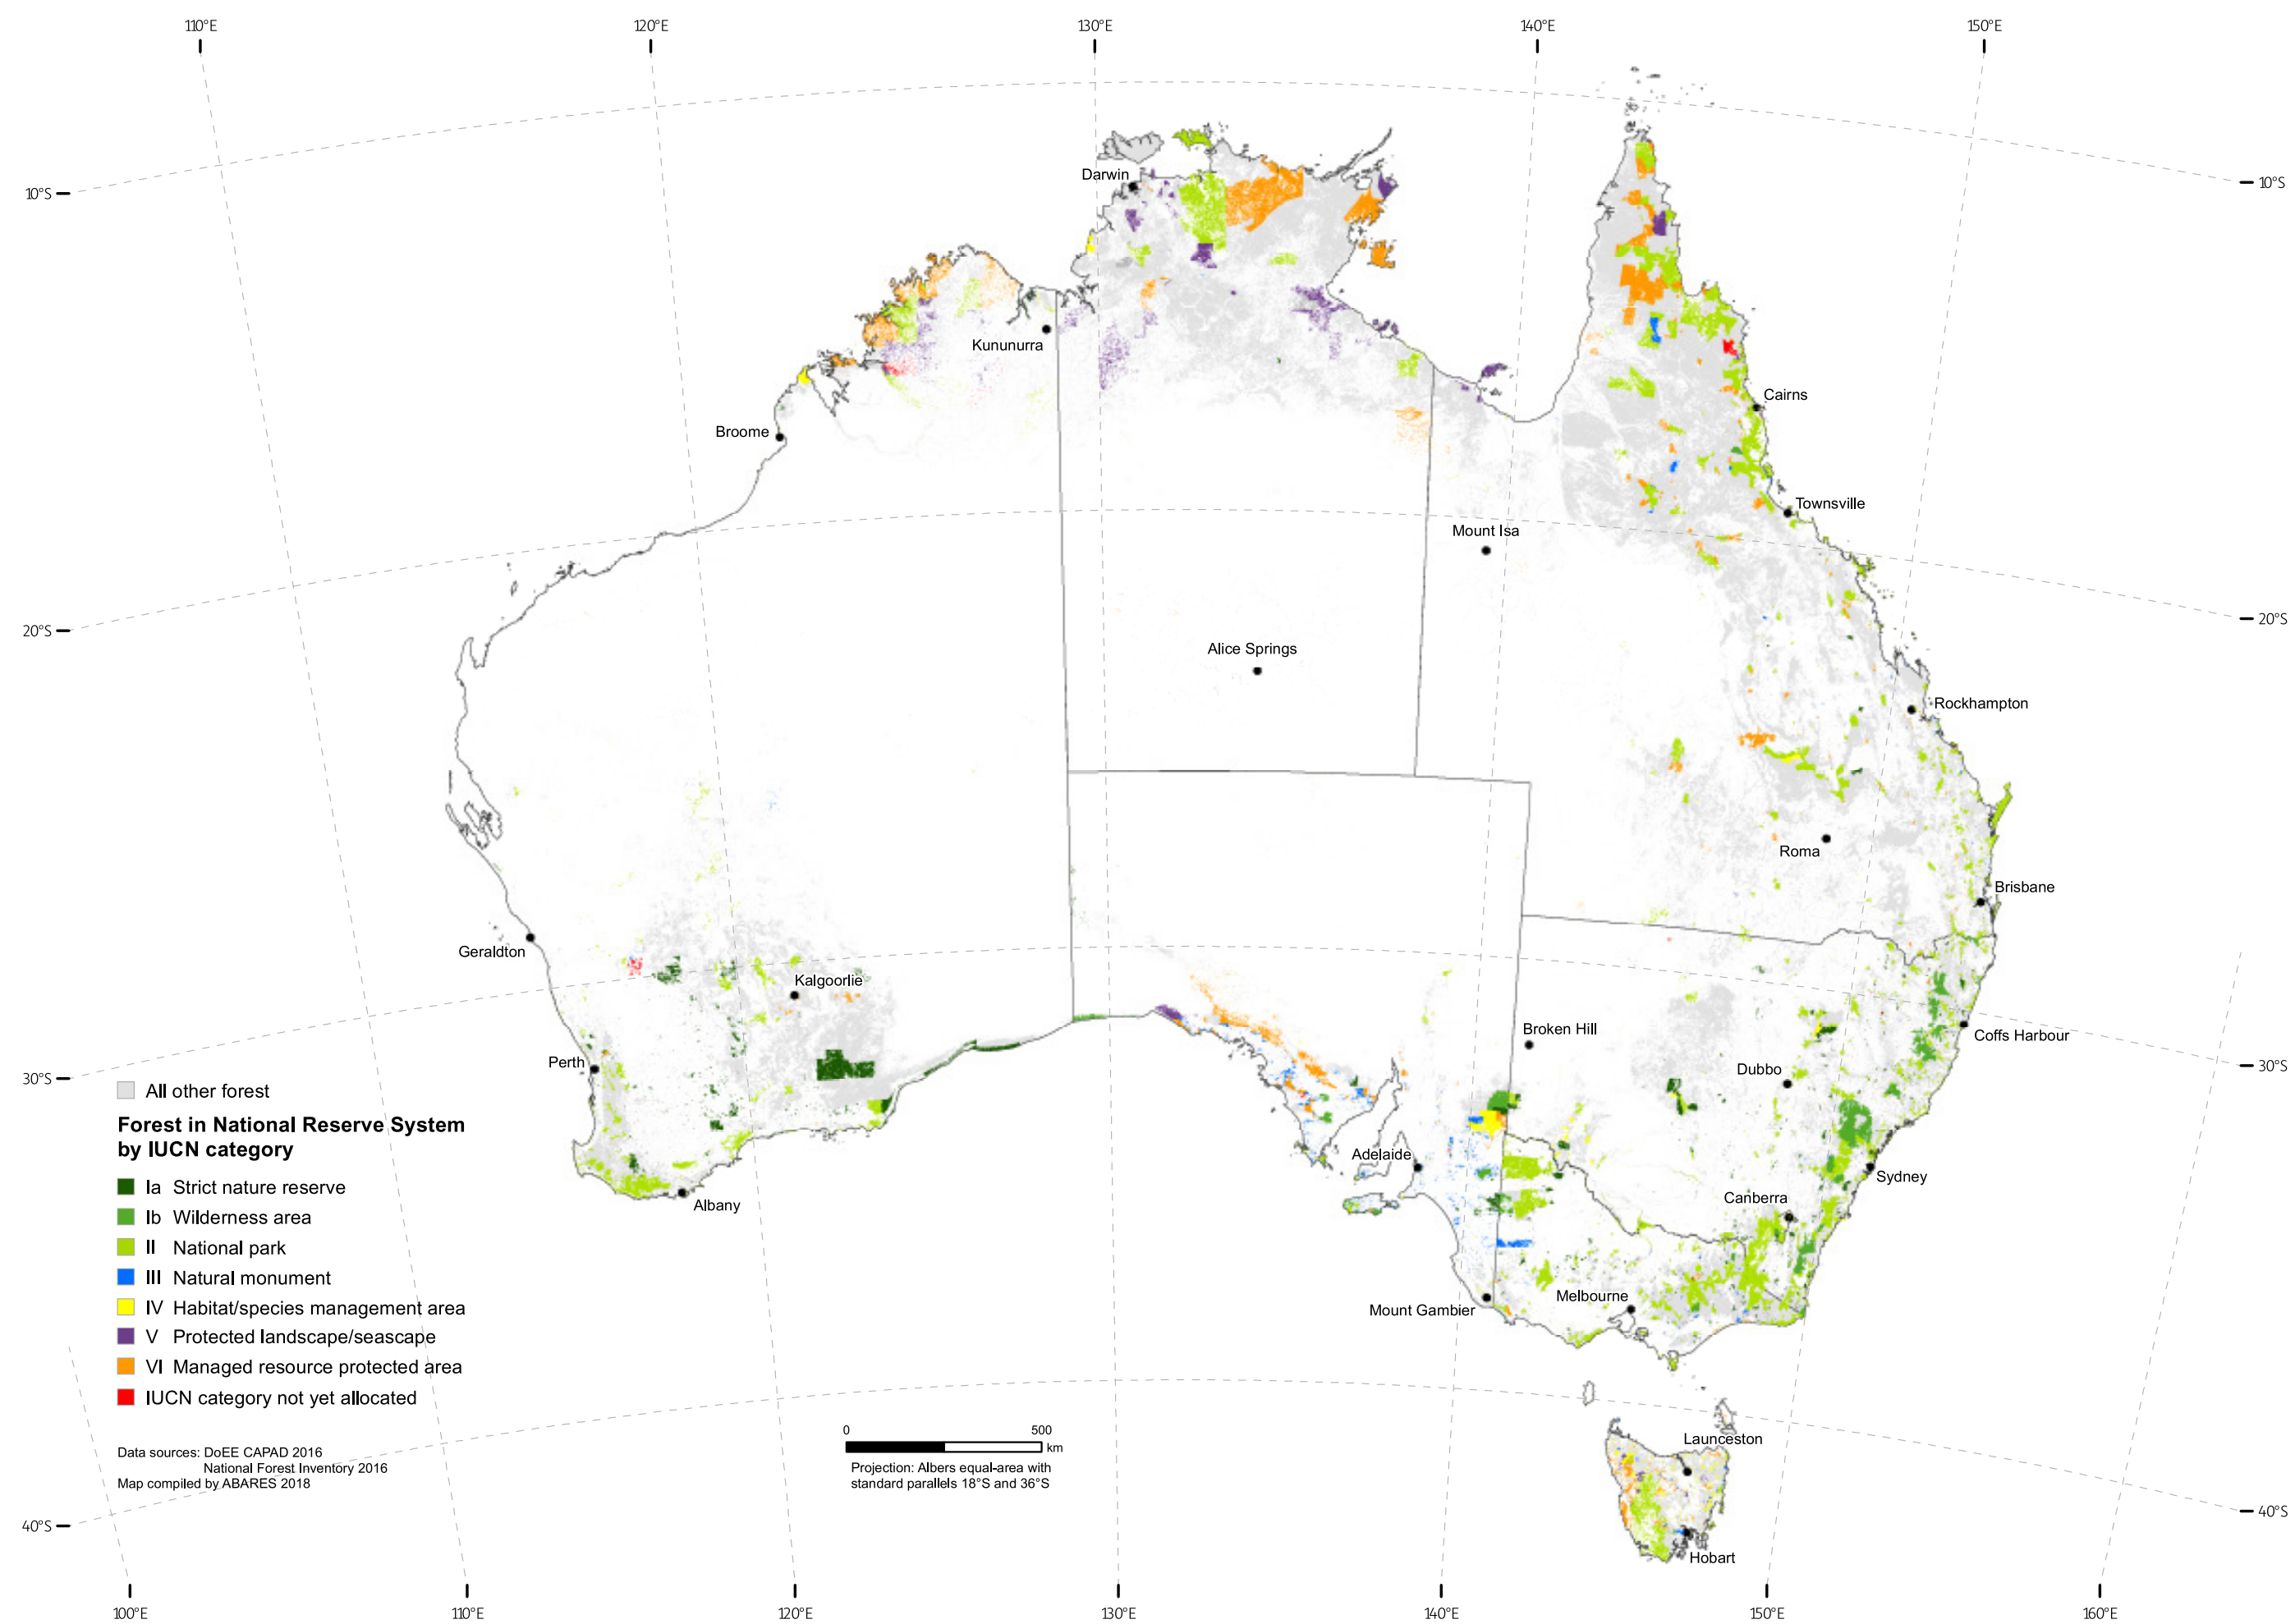 110°E 120°E 130°E 140°E 150°E
10°S 10°S
20°S 20°S
30°S 30°S
40°S 40°S
100°E 110°E 120°E 130°E 140°E 150°E 160°E
Darwin
Kununurra
Broome
Cairns
Townsville
Mount Isa
Alice Springs
Rockhampton
Roma
Brisbane
Geraldton
Kalgoorlie
Perth
Albany
Broken Hill
Coffs Harbour
Dubbo
Adelaide
Sydney
Canberra
Mount Gambier
Melbourne
Launceston
Hobart
All other forest
Forest in National Reserve System
by IUCN category
Ia Strict nature reserve
Ib Wilderness area
II National park
III Natural monument
IV Habitat/species management area
V Protected landscape/seascape
VI Managed resource protected area
IUCN category not yet allocated
Data sources: DoEE CAPAD 2016
National Forest Inventory 2016
Map compiled by ABARES 2018
0 500
km
Projection: Albers equal-area with
standard parallels 18°S and 36°S